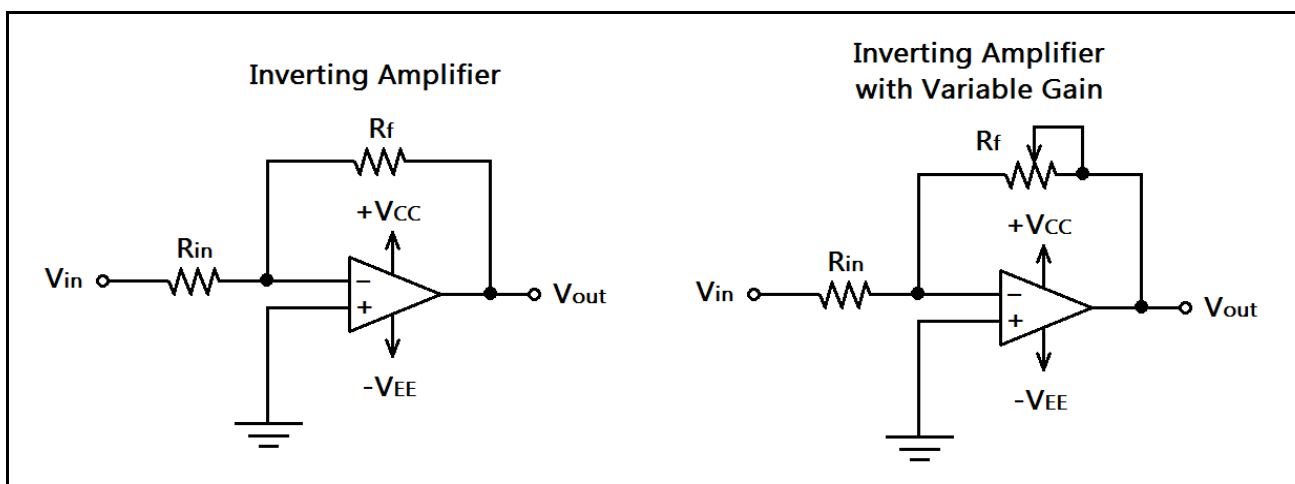 Inverting Amplifier
Rf
+VCC
Rin
Vin
−
+
Vout
-VEE
Inverting Amplifier
with Variable Gain
Rf
+VCC
Rin
Vin
−
+
Vout
-VEE